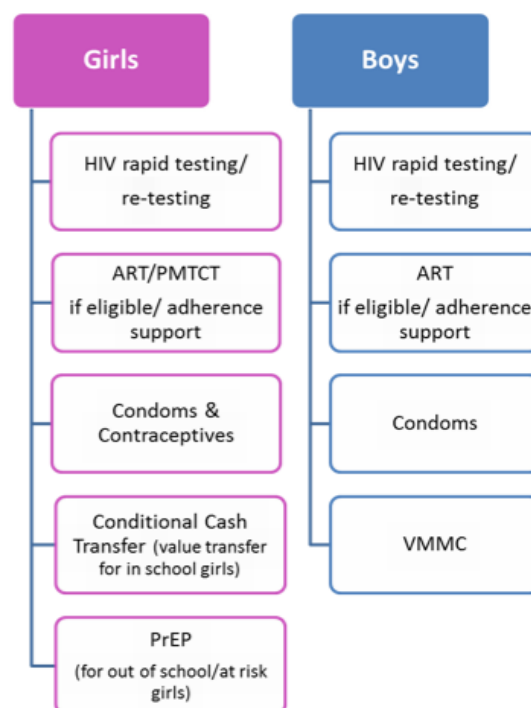 Girls
HIV rapid testing/
re-testing
ART/PMTCT
if eligible/ adherence
support
Condoms &
Contraceptives
Conditional Cash
Transfer (value transfer
for in school girls)
PrEP
(for out of school/at risk
girls)
Boys
HIV rapid testing/
re-testing
ART
if eligible/ adherence
support
Condoms
VMMC